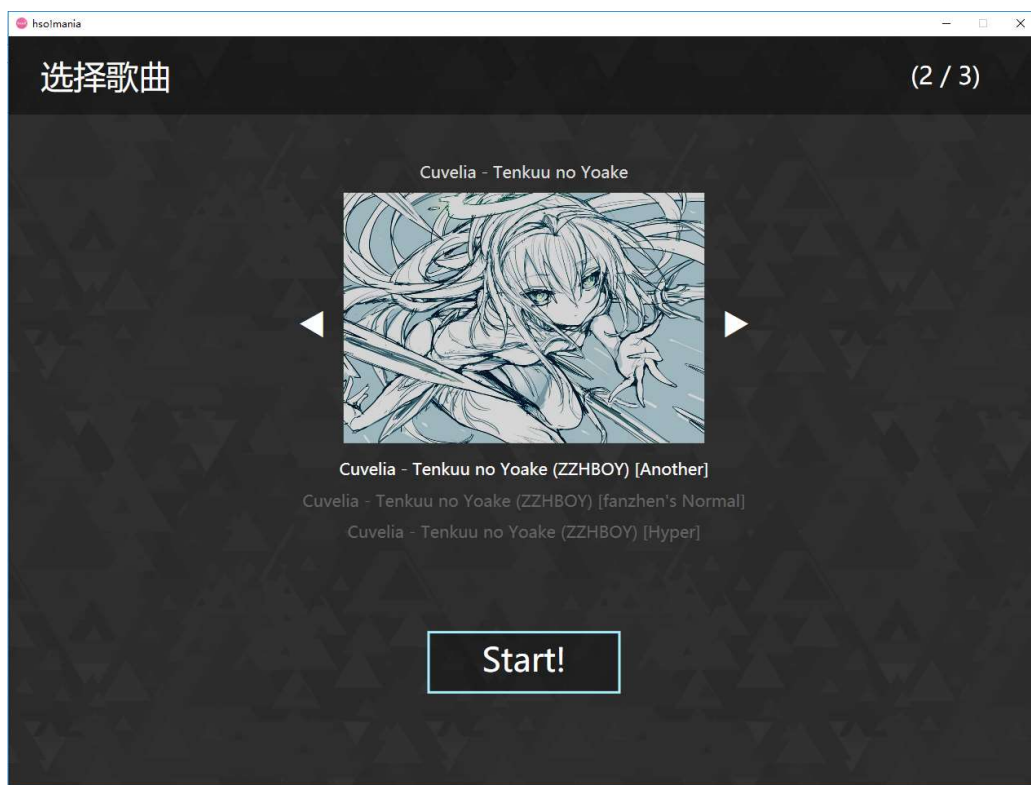 hso!mania
选择歌曲
(2 / 3)
Cuvelia - Tenkuu no Yoake
Cuvelia - Tenkuu no Yoake (ZZHBOY) [Another]
Cuvelia - Tenkuu no Yoake (ZZHBOY) [fanzhen's Normal]
Cuvelia - Tenkuu no Yoake (ZZHBOY) [Hyper]
Start!